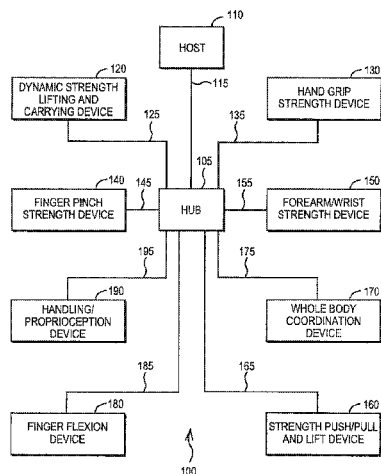 110
HOST
115
120
DYNAMIC STRENGTH
LIFTING AND
CARRYING DEVICE
125
130
HAND GRIP
STRENGTH DEVICE
135
105
HUB
140
FINGER PINCH
STRENGTH DEVICE
145
150
FOREARM/WRIST
STRENGTH DEVICE
155
195
190
HANDLING/
PROPRIOCEPTION
DEVICE
175
170
WHOLE BODY
COORDINATION
DEVICE
185
180
FINGER FLEXION
DEVICE
165
160
STRENGTH PUSH/PULL
AND LIFT DEVICE
100